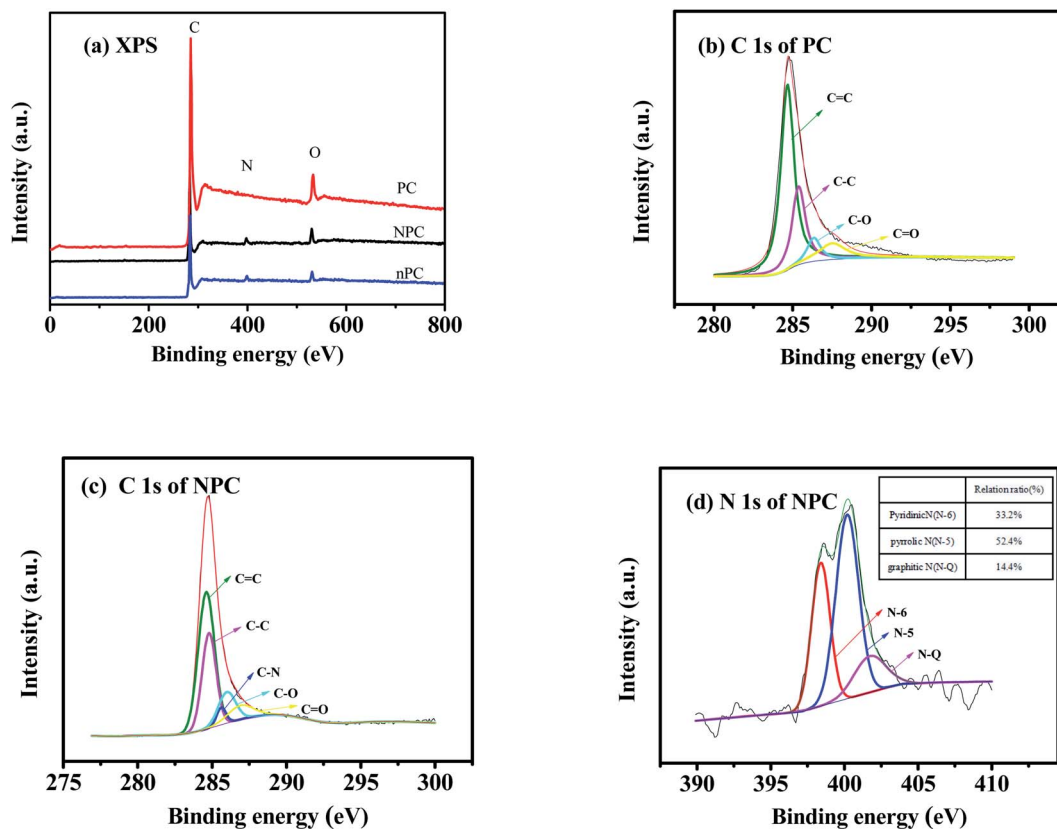 (a) XPS
C
N
O
PC
NPC
nPC
Intensity (a.u.)
0 200 400 600 800
Binding energy (eV)
(b) C 1s of PC
C=C
C-C
C-O
C=O
Intensity (a.u.)
280 285 290 295 300
Binding energy (eV)
(c) C 1s of NPC
C=C
C-C
C-N
C-O
C=O
Intensity (a.u.)
275 280 285 290 295 300
Binding energy (eV)
(d) N 1s of NPC
Relation ratio(%)
PyridinicN(N-6) 33.2%
pyrrolic N(N-5) 52.4%
graphitic N(N-Q) 14.4%
N-6
N-5
N-Q
Intensity (a.u.)
390 395 400 405 410
Binding energy (eV)